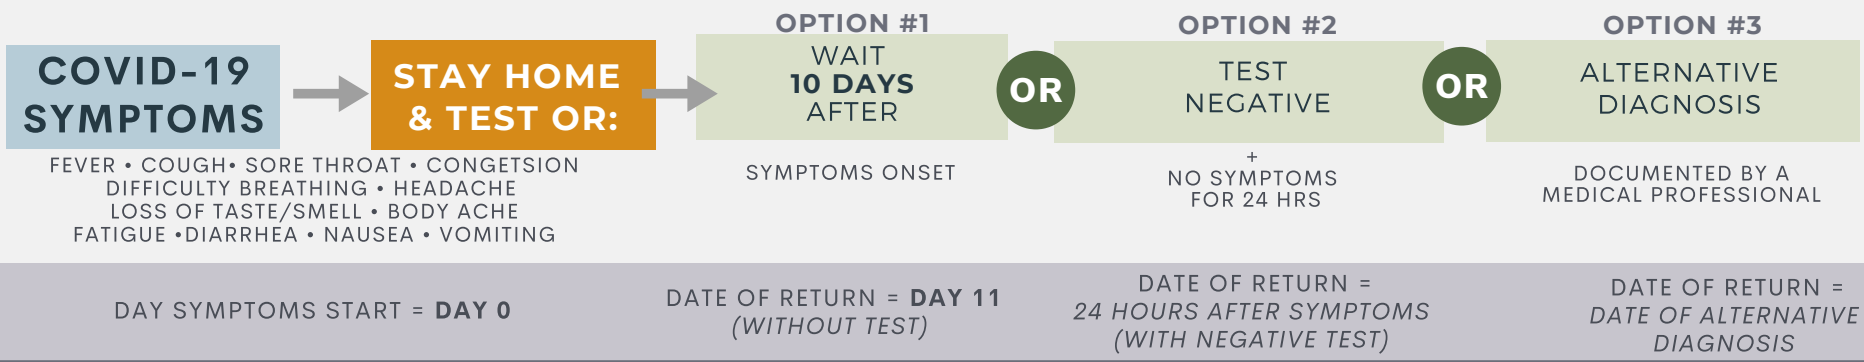 COVID-19
SYMPTOMS
FEVER • COUGH• SORE THROAT • CONGETSION
DIFFICULTY BREATHING • HEADACHE
LOSS OF TASTE/SMELL • BODY ACHE
FATIGUE •DIARRHEA • NAUSEA • VOMITING
STAY HOME
& TEST OR:
OPTION #1
WAIT
10 DAYS
AFTER
SYMPTOMS ONSET
OR
OPTION #2
TEST
NEGATIVE
+
NO SYMPTOMS
FOR 24 HRS
OR
OPTION #3
ALTERNATIVE
DIAGNOSIS
DOCUMENTED BY A
MEDICAL PROFESSIONAL
DAY SYMPTOMS START = DAY 0
DATE OF RETURN = DAY 11
(WITHOUT TEST)
DATE OF RETURN =
24 HOURS AFTER SYMPTOMS
(WITH NEGATIVE TEST)
DATE OF RETURN =
DATE OF ALTERNATIVE
DIAGNOSIS